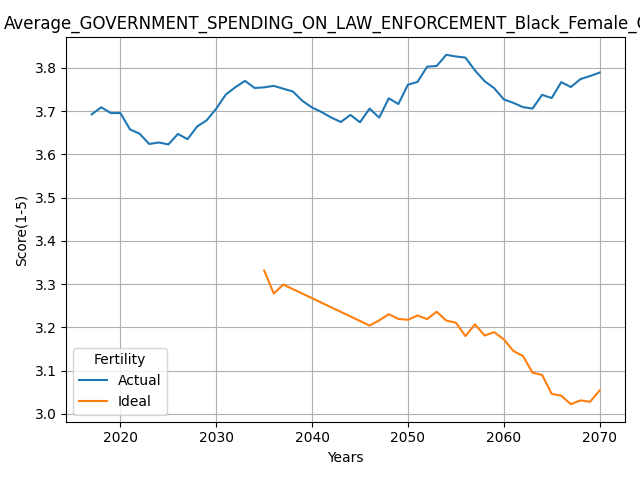 Average_GOVERNMENT_SPENDING_ON_LAW_ENFORCEMENT_Black_Female_
Score(1-5)
3.8
3.7
3.6
3.5
3.4
3.3
3.2
3.1
3.0
Fertility
Actual
Ideal
2020 2030 2040 2050 2060 2070
Years